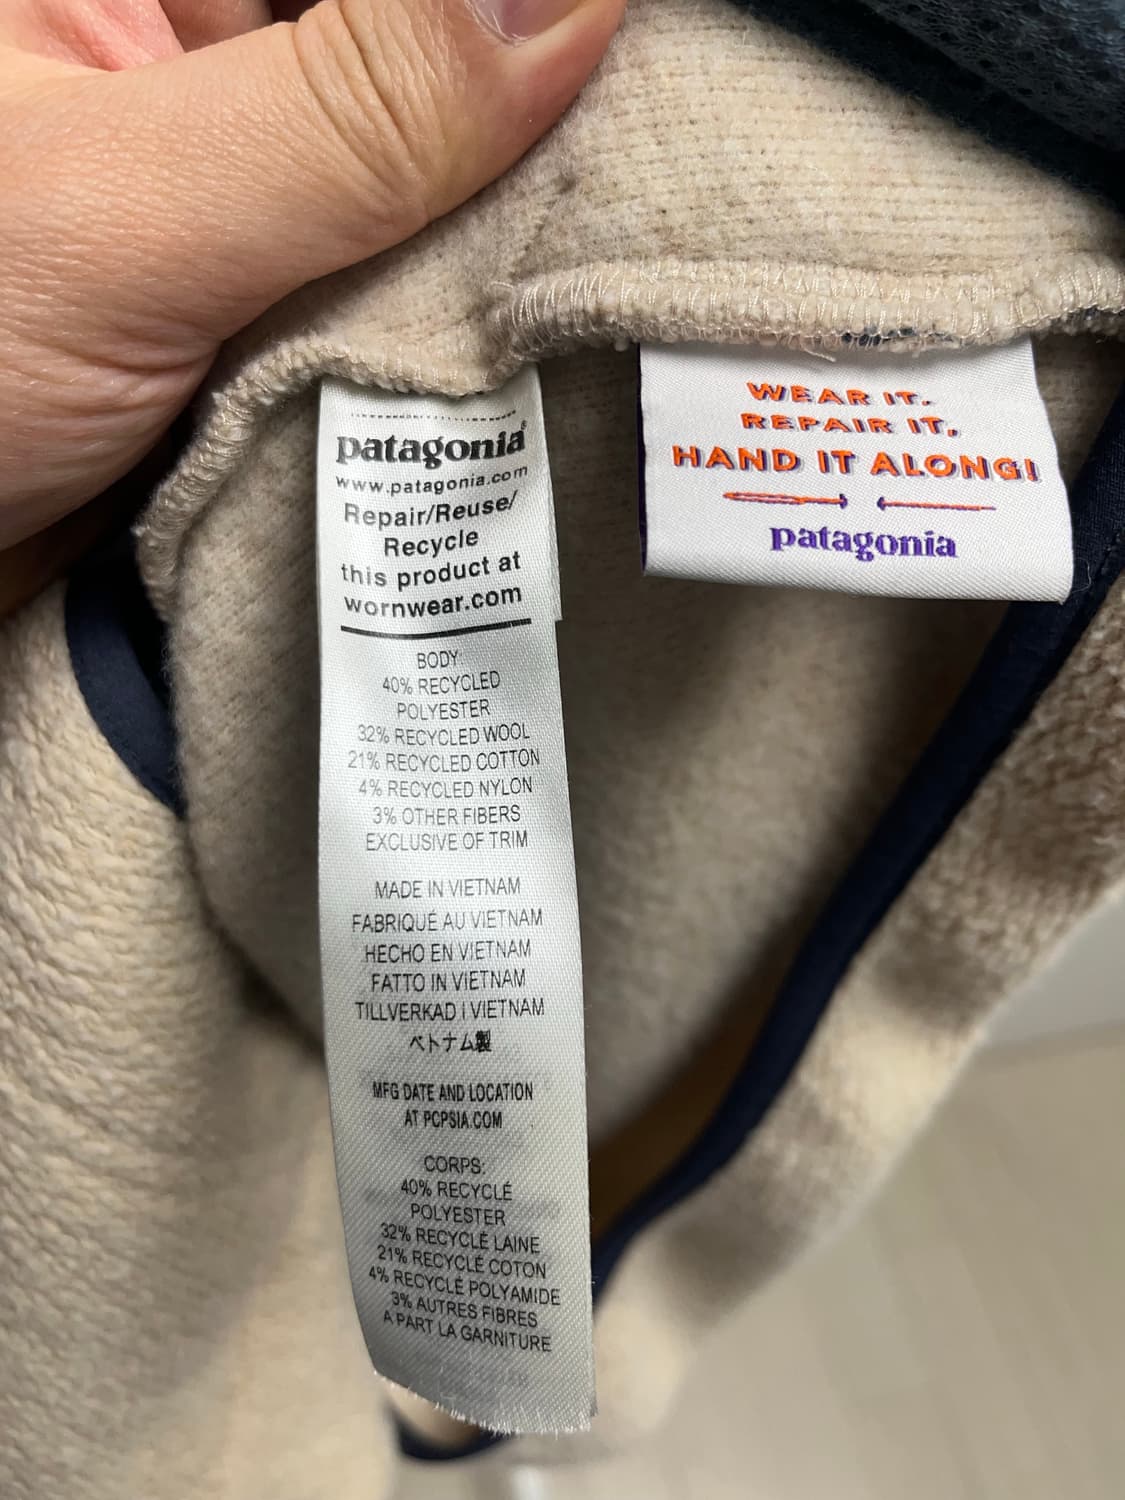 patagonia®
www.patagonia.com
Repair/Reuse/
Recycle
this product at
wornwear.com
BODY:
40% RECYCLED
POLYESTER
32% RECYCLED WOOL
21% RECYCLED COTTON
4% RECYCLED NYLON
3% OTHER FIBERS
EXCLUSIVE OF TRIM
MADE IN VIETNAM
FABRIQUÉ AU VIETNAM
HECHO EN VIETNAM
FATTO IN VIETNAM
TILLVERKAD I VIETNAM
ベトナム製
MFG DATE AND LOCATION
AT PCPSIA.COM
CORPS:
40% RECYCLÉ
POLYESTER
32% RECYCLÉ LAINE
21% RECYCLÉ COTON
4% RECYCLÉ POLYAMIDE
3% AUTRES FIBRES
A PART LA GARNITURE
WEAR IT.
REPAIR IT.
HAND IT ALONG!
patagonia